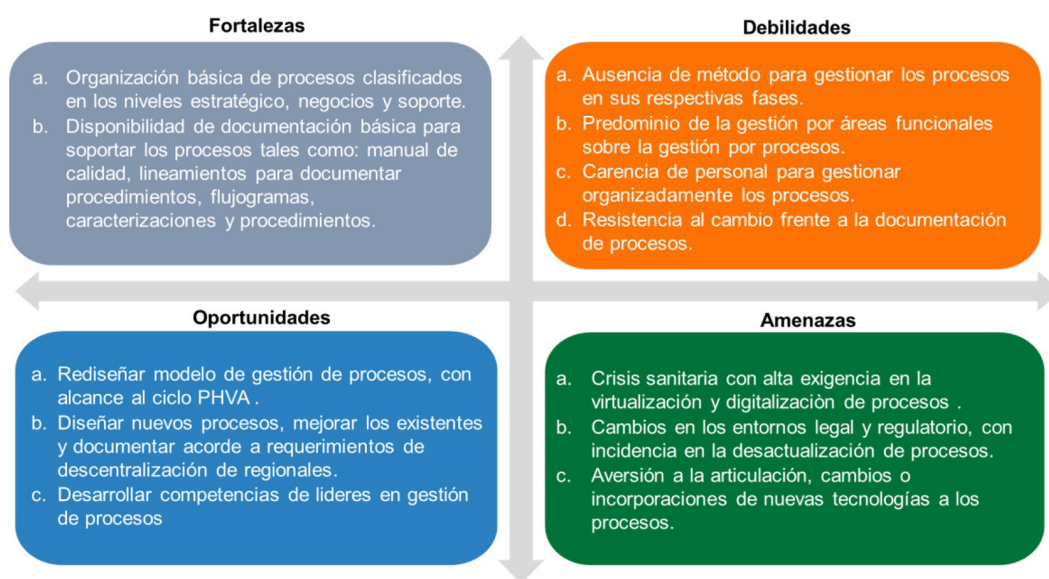 Fortalezas
a. Organización básica de procesos clasificados
en los niveles estratégico, negocios y soporte.
b. Disponibilidad de documentación básica para
soportar los procesos tales como: manual de
calidad, lineamientos para documentar
procedimientos, flujogramas,
caracterizaciones y procedimientos.
Debilidades
a. Ausencia de método para gestionar los procesos
en sus respectivas fases.
b. Predominio de la gestión por áreas funcionales
sobre la gestión por procesos.
c. Carencia de personal para gestionar
organizadamente los procesos.
d. Resistencia al cambio frente a la documentación
de procesos.
Oportunidades
a. Rediseñar modelo de gestión de procesos, con
alcance al ciclo PHVA .
b. Diseñar nuevos procesos, mejorar los existentes
y documentar acorde a requerimientos de
descentralización de regionales.
c. Desarrollar competencias de lideres en gestión
de procesos
Amenazas
a. Crisis sanitaria con alta exigencia en la
virtualización y digitalizaciòn de procesos .
b. Cambios en los entornos legal y regulatorio, con
incidencia en la desactualización de procesos.
c. Aversión a la articulación, cambios o
incorporaciones de nuevas tecnologías a los
procesos.